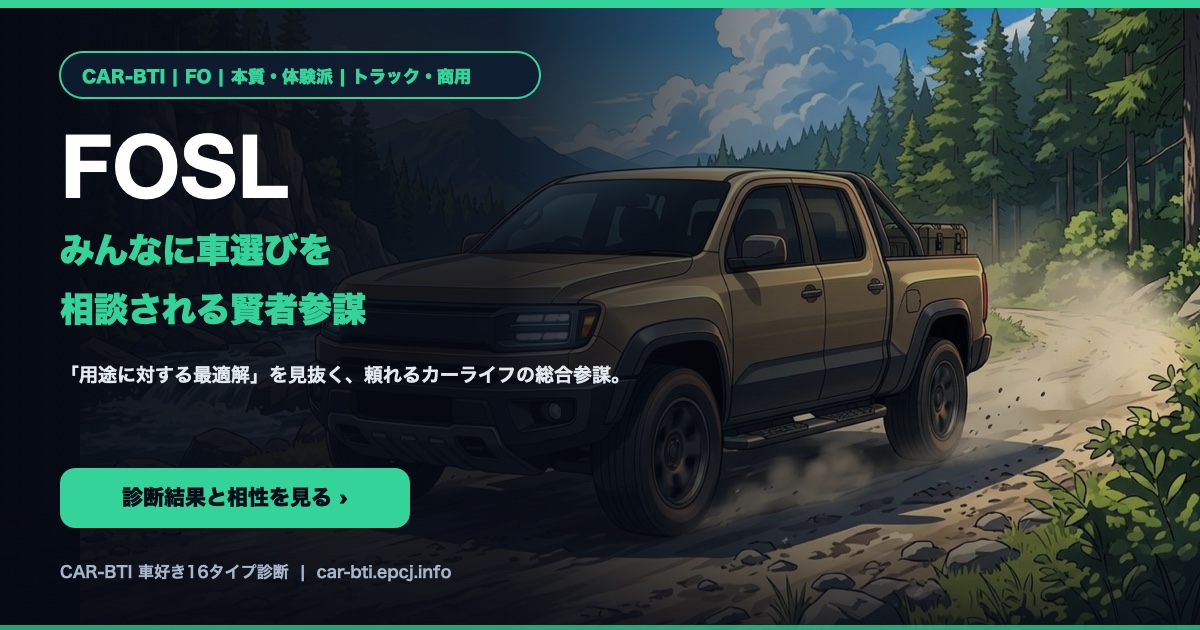 CAR-BTI | FO | 本質・体験派 | トラック・商用
FOSL
みんなに車選びを
相談される賢者参謀
「用途に対する最適解」を見抜く、頼れるカーライフの総合参謀。
診断結果と相性を見る ›
CAR-BTI 車好き16タイプ診断 | car-bti.epcj.info